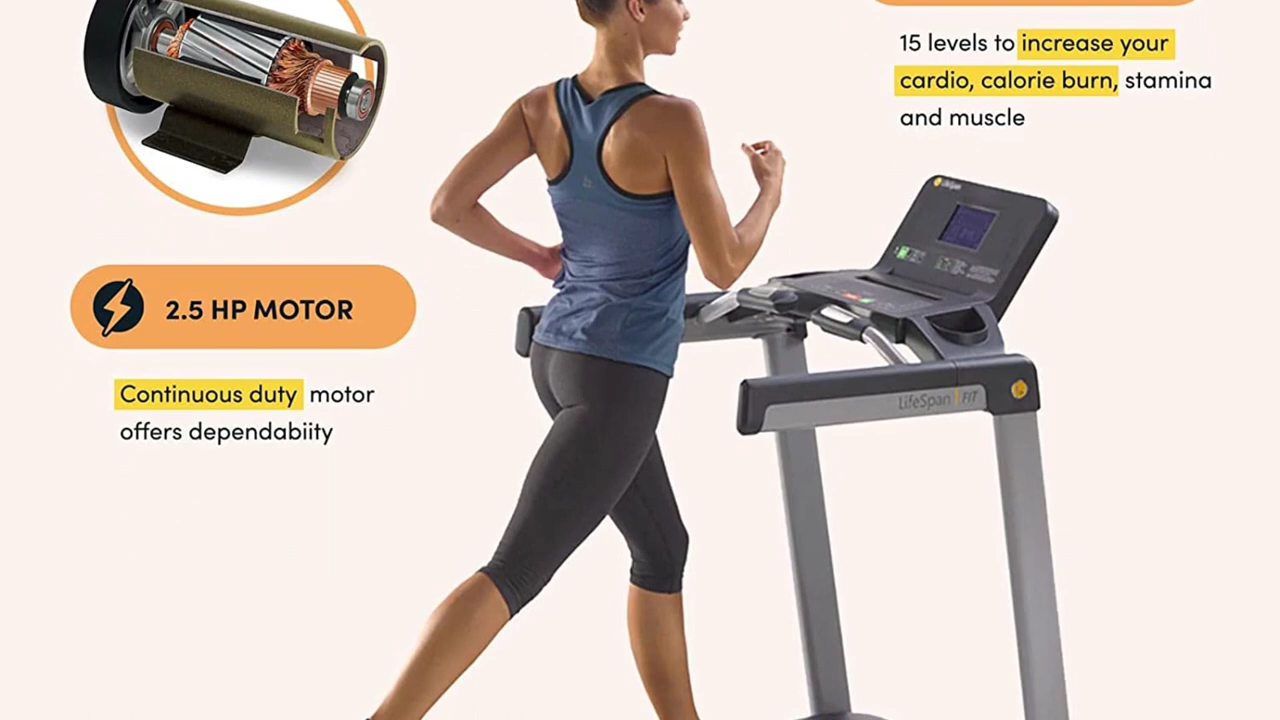 15 levels to increase your
cardio, calorie burn, stamina
and muscle
LifeSpan
2.5 HP MOTOR
Continuous duty motor
offers dependabiity
LifeSpan FIT